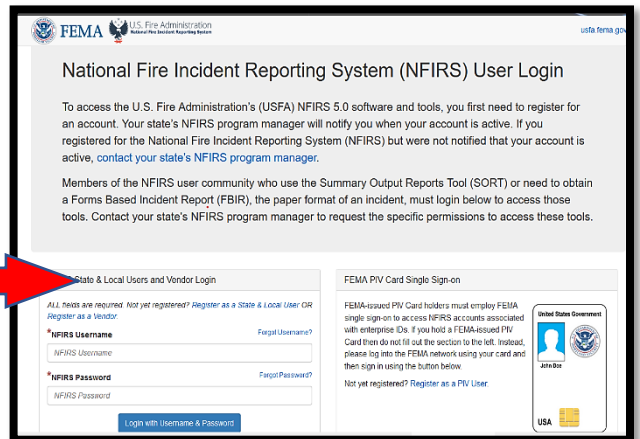 FEMA
U.S. Fire Administration
National Fire Incident Reporting System
usfa.fema.gov
National Fire Incident Reporting System (NFIRS) User Login
To access the U.S. Fire Administration's (USFA) NFIRS 5.0 software and tools, you first need to register for
an account. Your state's NFIRS program manager will notify you when your account is active. If you
registered for the National Fire Incident Reporting System (NFIRS) but were not notified that your account is
active, contact your state's NFIRS program manager.
Members of the NFIRS user community who use the Summary Output Reports Tool (SORT) or need to obtain
a Forms Based Incident Report (FBIR), the paper format of an incident, must login below to access those
tools. Contact your state's NFIRS program manager to request the specific permissions to access these tools.
State & Local Users and Vendor Login
ALL fields are required. Not yet registered? Register as a State & Local User OR
Register as a Vendor.
*NFIRS Username
Forgot Username?
NFIRS Username
*NFIRS Password
Forgot Password?
NFIRS Password
Login with Username & Password
FEMA PIV Card Single Sign-on
FEMA-issued PIV Card holders must employ FEMA
single sign-on to access NFIRS accounts associated
with enterprise IDs. If you hold a FEMA-issued PIV
Card then do not fill out the section to the left. Instead,
please log into the FEMA network using your card and
then sign in using the button below.
Not yet registered? Register as a PIV User.
United States Government
John Doe
USA